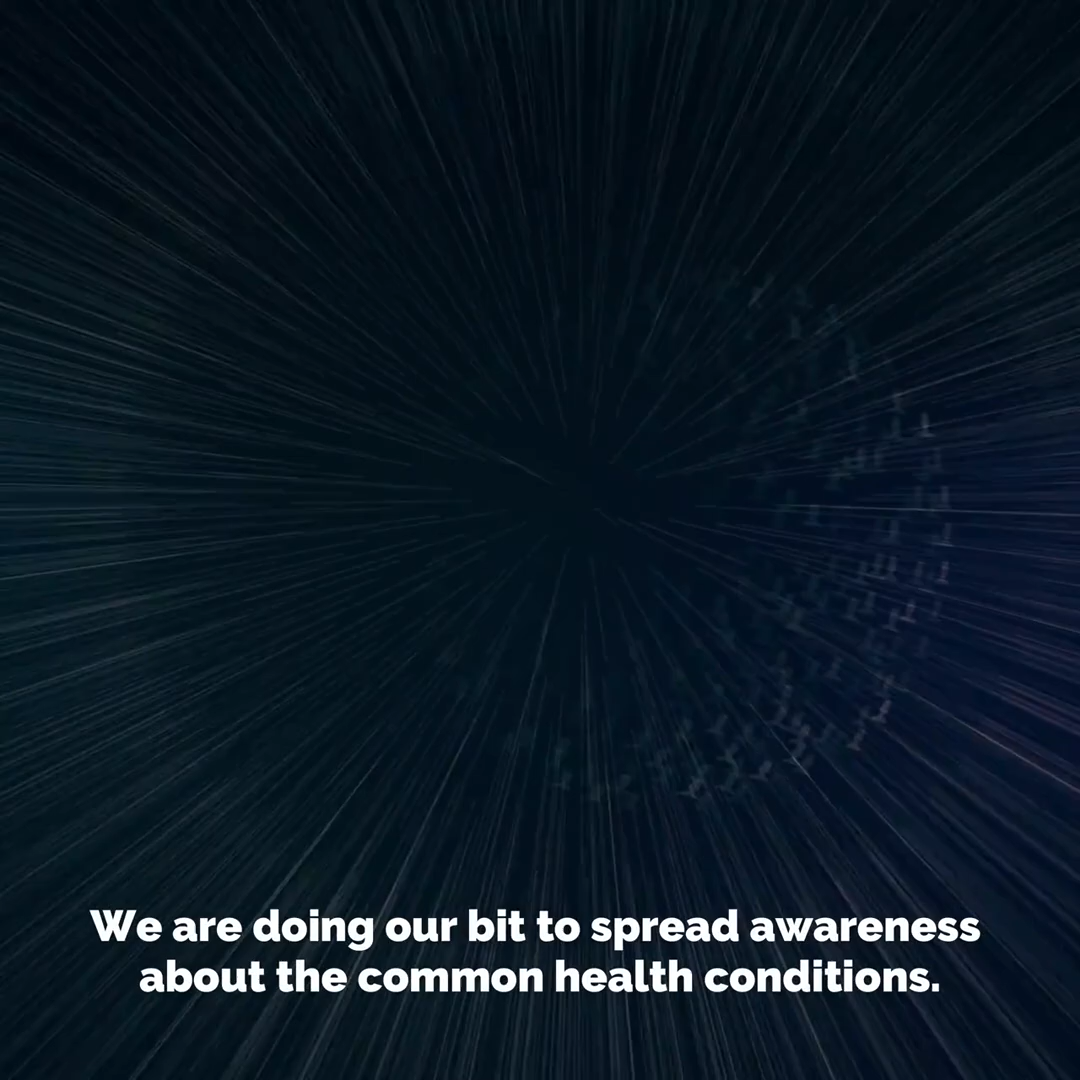 We are doing our bit to spread awareness
about the common health conditions.